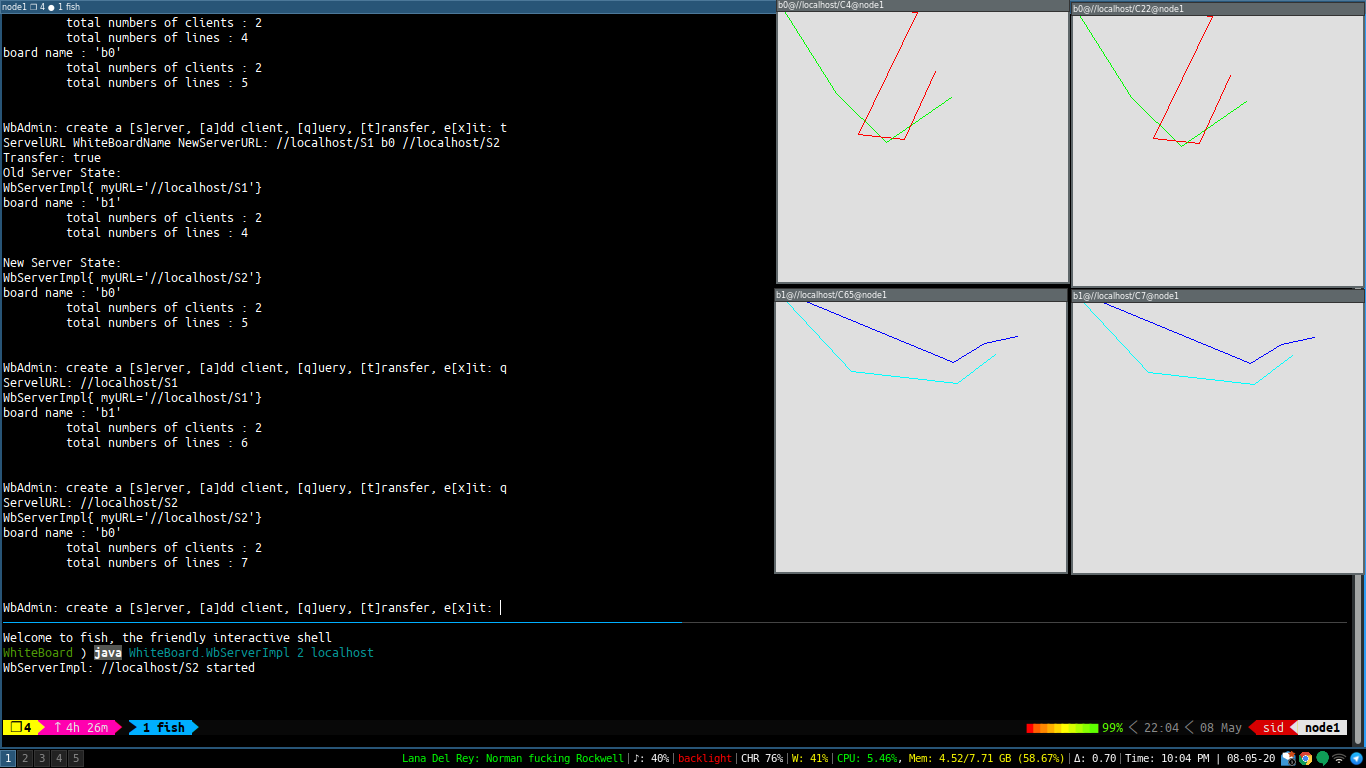 node1 ❐ 4 ● 1 fish
total numbers of clients : 2
total numbers of lines : 4
board name : 'b0'
total numbers of clients : 2
total numbers of lines : 5
WbAdmin: create a [s]erver, [a]dd client, [q]uery, [t]ransfer, e[x]it: t
ServelURL WhiteBoardName NewServerURL: //localhost/S1 b0 //localhost/S2
Transfer: true
Old Server State:
WbServerImpl{ myURL='//localhost/S1'}
board name : 'b1'
total numbers of clients : 2
total numbers of lines : 4
New Server State:
WbServerImpl{ myURL='//localhost/S2'}
board name : 'b0'
total numbers of clients : 2
total numbers of lines : 5
WbAdmin: create a [s]erver, [a]dd client, [q]uery, [t]ransfer, e[x]it: q
ServelURL: //localhost/S1
WbServerImpl{ myURL='//localhost/S1'}
board name : 'b1'
total numbers of clients : 2
total numbers of lines : 6
WbAdmin: create a [s]erver, [a]dd client, [q]uery, [t]ransfer, e[x]it: q
ServelURL: //localhost/S2
WbServerImpl{ myURL='//localhost/S2'}
board name : 'b0'
total numbers of clients : 2
total numbers of lines : 7
WbAdmin: create a [s]erver, [a]dd client, [q]uery, [t]ransfer, e[x]it:
b0@//localhost/C4@node1
b0@//localhost/C22@node1
b1@//localhost/C65@node1
b1@//localhost/C7@node1
Welcome to fish, the friendly interactive shell
WhiteBoard ) java WhiteBoard.WbServerImpl 2 localhost
WbServerImpl: //localhost/S2 started
❐ 4 ↑ 4h 26m 1 fish 99% 22:04 08 May sid node1
1 2 3 4 5 Lana Del Rey: Norman fucking Rockwell | ♪: 40% | backlight | CHR 76% | W: 41% | CPU: 5.46%, Mem: 4.52/7.71 GB (58.67%) | Δ: 0.70 | Time: 10:04 PM | 08-05-20